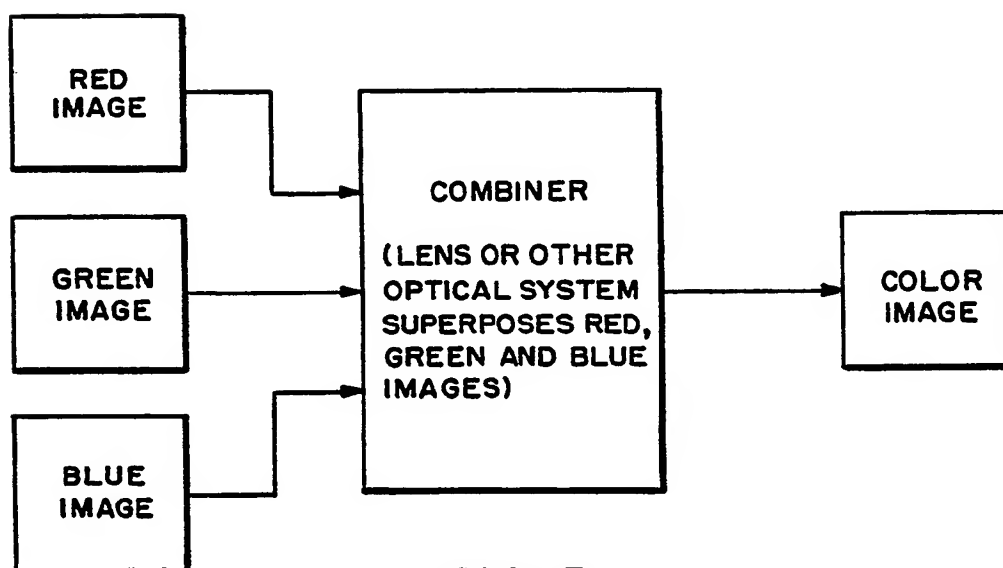 RED
IMAGE
GREEN
IMAGE
BLUE
IMAGE
COMBINER
(LENS OR OTHER
OPTICAL SYSTEM
SUPERPOSES RED,
GREEN AND BLUE
IMAGES)
COLOR
IMAGE